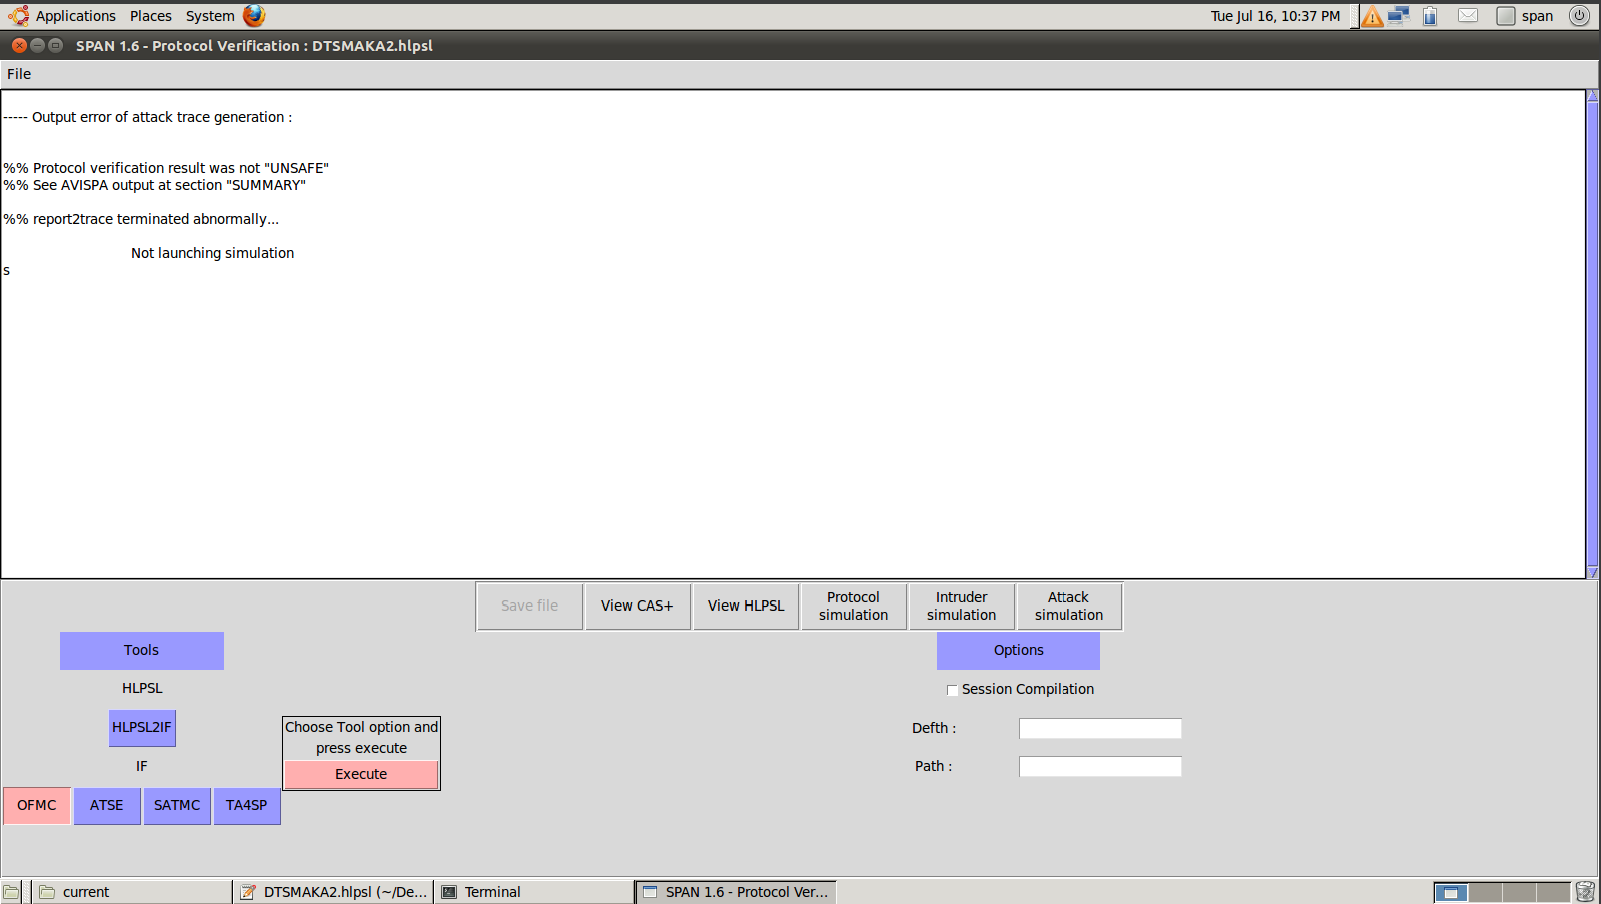 Applications Places System Tue Jul 16, 10:37 PM span
SPAN 1.6 - Protocol Verification : DTSMAKA2.hlpsl
File
----- Output error of attack trace generation :
%% Protocol verification result was not "UNSAFE"
%% See AVISPA output at section "SUMMARY"
%% report2trace terminated abnormally...
Not launching simulation
s
Save file
View CAS+
View HLPSL
Protocol
simulation
Intruder
simulation
Attack
simulation
Tools
HLPSL
HLPSL2IF
IF
OFMC
ATSE
SATMC
TA4SP
Choose Tool option and
press execute
Execute
Options
Session Compilation
Defth :
Path :
current
DTSMAKA2.hlpsl (~/De...
Terminal
SPAN 1.6 - Protocol Ver...